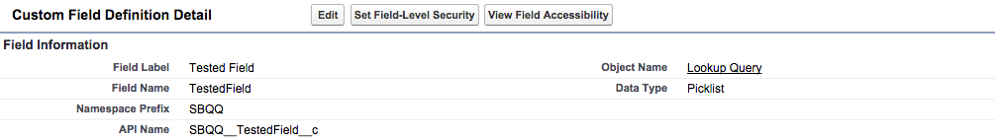 Custom Field Definition Detail Edit Set Field-Level Security View Field Accessibility
Field Information
Field Label Tested Field Object Name Lookup Query
Field Name TestedField Data Type Picklist
Namespace Prefix SBQQ
API Name SBQQ__TestedField__c